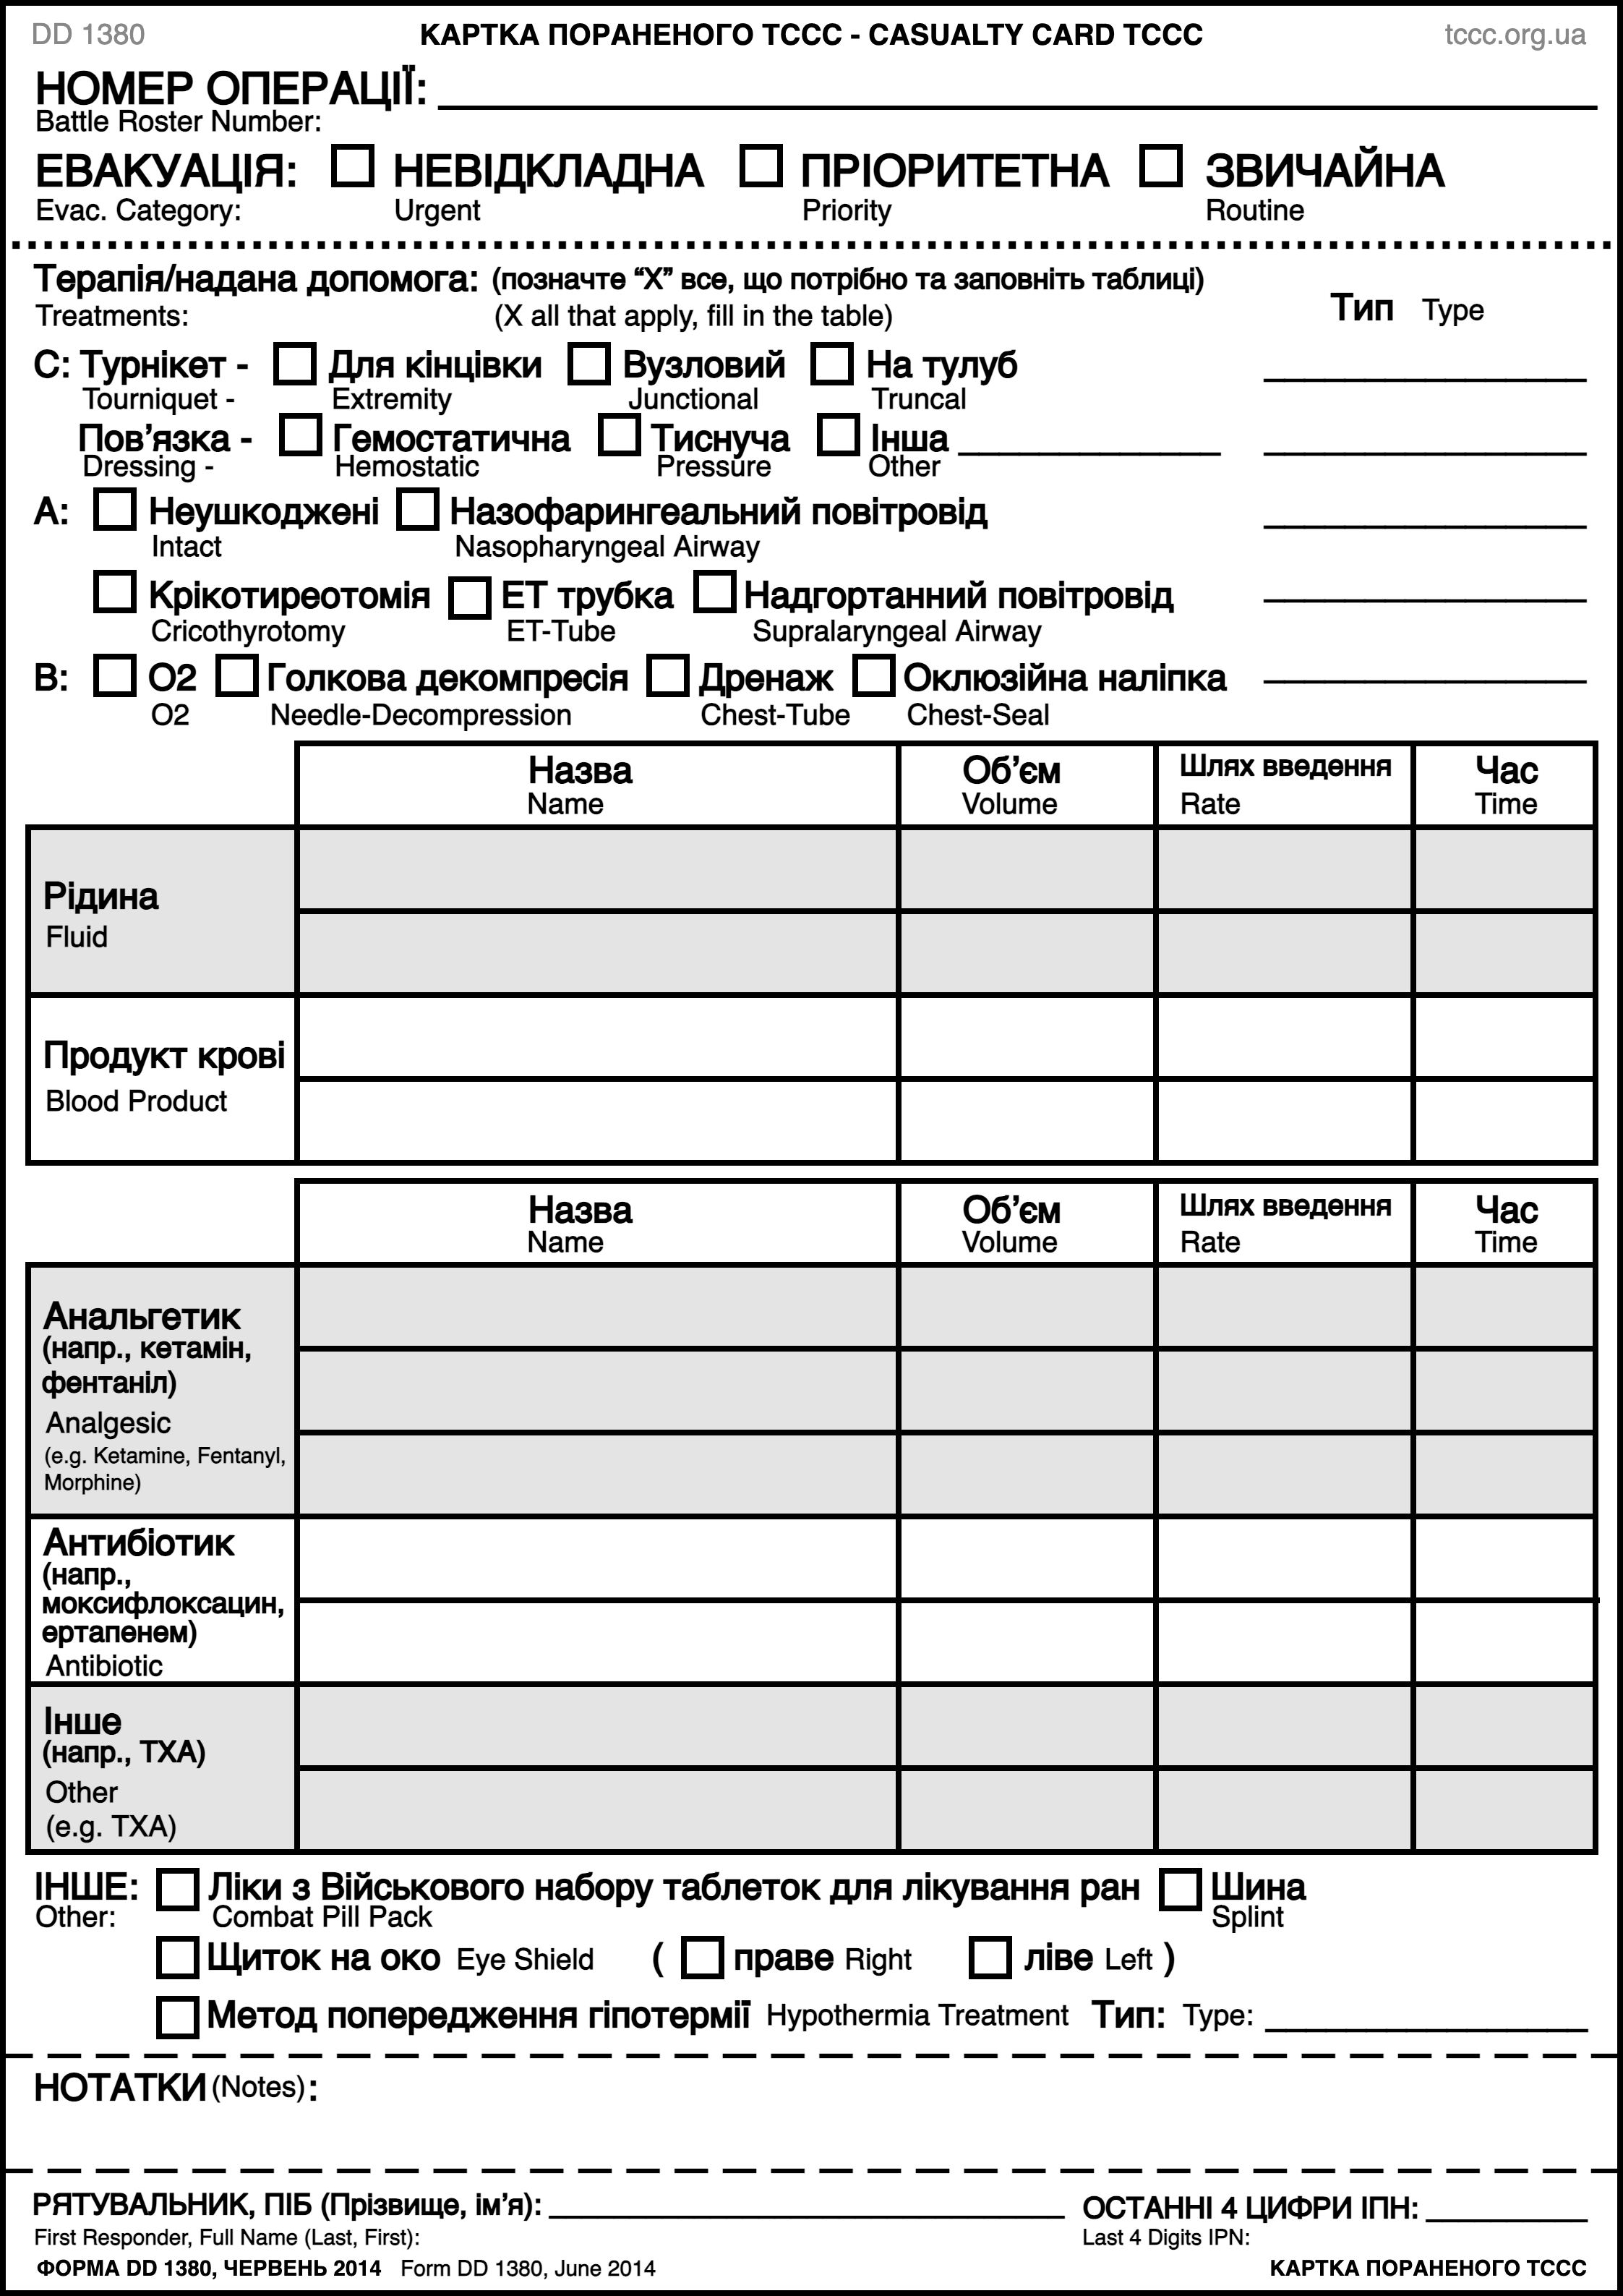 DD 1380 КАРТКА ПОРАНЕНОГО ТССС - CASUALTY CARD TCCC tccc.org.ua
НОМЕР ОПЕРАЦІЇ:
Battle Roster Number:
ЕВАКУАЦІЯ: НЕВІДКЛАДНА ПРІОРИТЕТНА ЗВИЧАЙНА
Evac. Category: Urgent Priority Routine
Терапія/надана допомога: (позначте “X” все, що потрібно та заповніть таблиці)
Treatments: (X all that apply, fill in the table) Тип Type
C: Турнікет - Для кінцівки Вузловий На тулуб
Tourniquet - Extremity Junctional Truncal
Пов’язка - Гемостатична Тиснуча Інша
Dressing - Hemostatic Pressure Other
A: Неушкоджені Назофарингеальний повітровід
Intact Nasopharyngeal Airway
Крікотиреотомія ЕТ трубка Надгортанний повітровід
Cricothyrotomy ET-Tube Supralaryngeal Airway
B: O2 Голкова декомпресія Дренаж Оклюзійна наліпка
O2 Needle-Decompression Chest-Tube Chest-Seal
Назва Об’єм Шлях введення Час
Name Volume Rate Time
Рідина
Fluid
Продукт крові
Blood Product
Назва Об’єм Шлях введення Час
Name Volume Rate Time
Анальгетик
(напр., кетамін,
фентаніл)
Analgesic
(e.g. Ketamine, Fentanyl,
Morphine)
Антибіотик
(напр.,
моксифлоксацин,
ертапенем)
Antibiotic
Інше
(напр., TXA)
Other
(e.g. TXA)
ІНШЕ: Ліки з Військового набору таблеток для лікування ран Шина
Other: Combat Pill Pack Splint
Щиток на око Eye Shield ( праве Right ліве Left )
Метод попередження гіпотермії Hypothermia Treatment Тип: Type:
НОТАТКИ (Notes) :
РЯТУВАЛЬНИК, ПІБ (Прізвище, ім’я): ОСТАННІ 4 ЦИФРИ ІПН:
First Responder, Full Name (Last, First): Last 4 Digits IPN:
ФОРМА DD 1380, ЧЕРВЕНЬ 2014 Form DD 1380, June 2014 КАРТКА ПОРАНЕНОГО ТССС